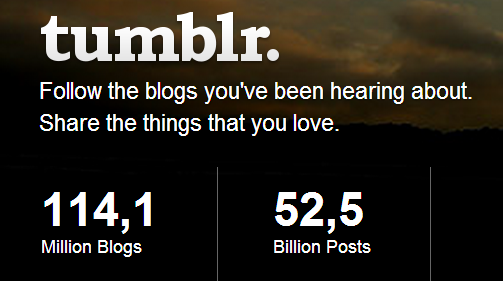 tumblr.
Follow the blogs you've been hearing about.
Share the things that you love.
114,1
Million Blogs
52,5
Billion Posts